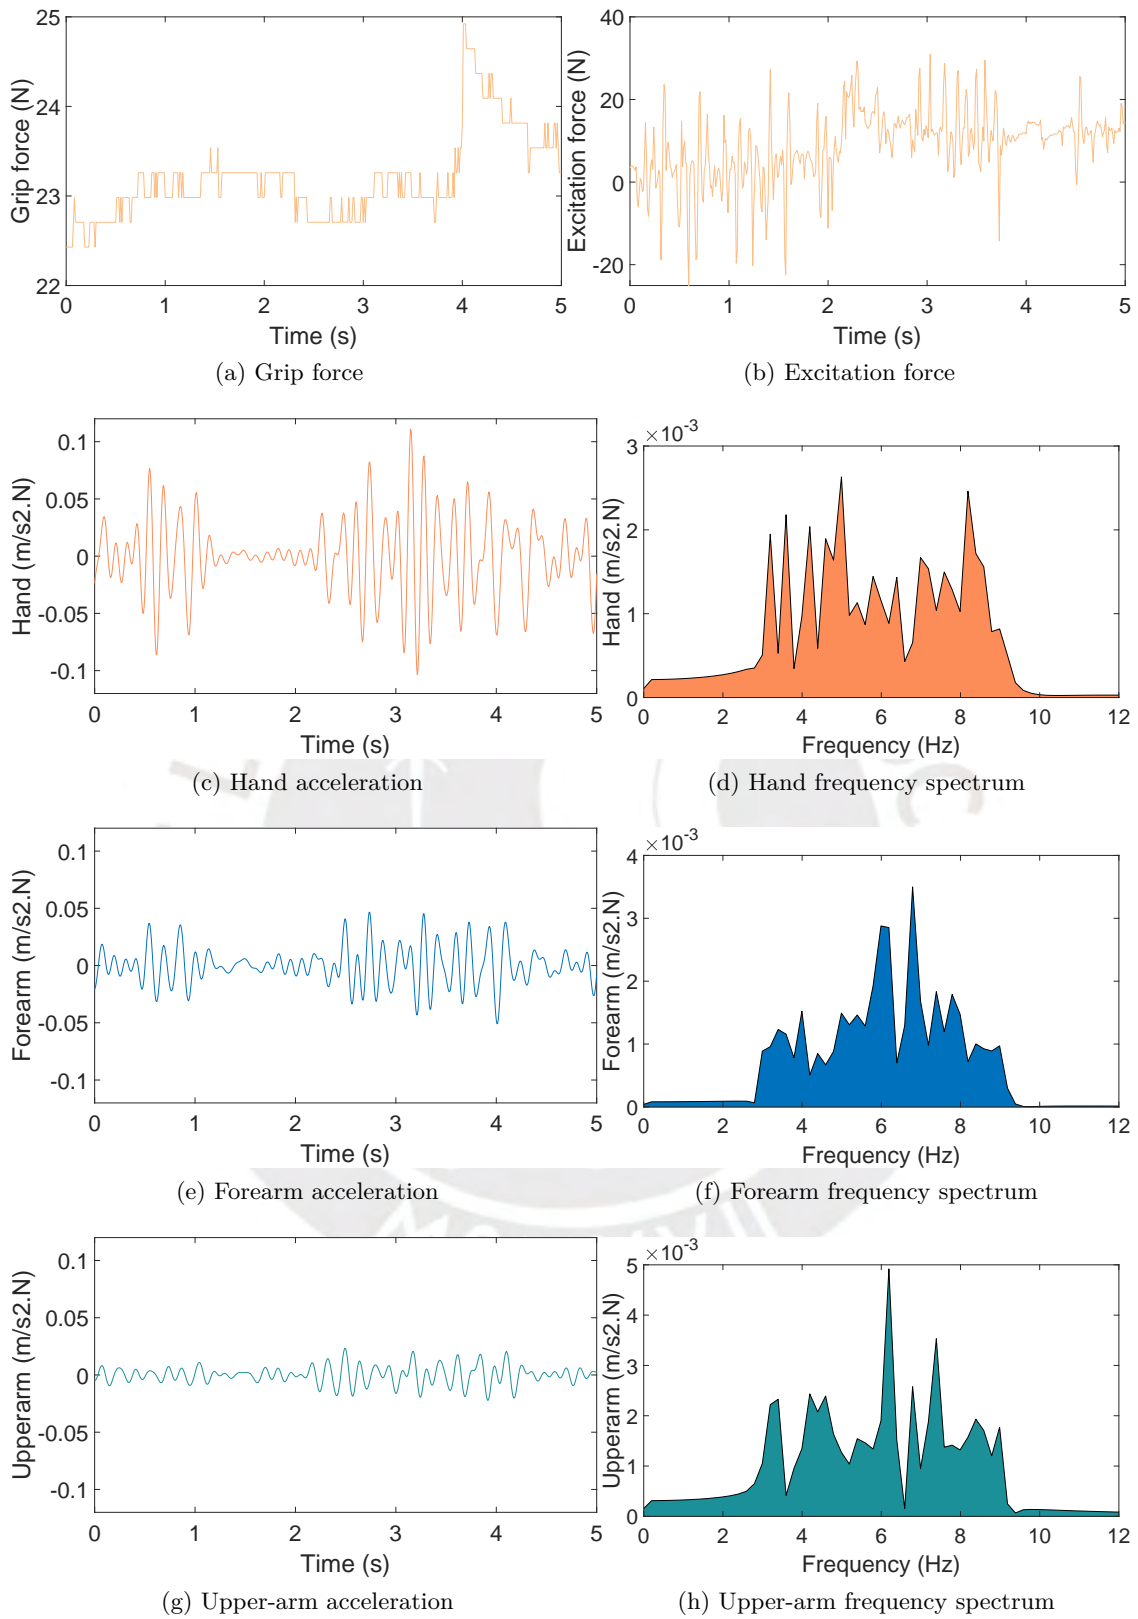 25
24
23
22
Grip force (N)
0 1 2 3 4 5
Time (s)
(a) Grip force
40
20
0
-20
Excitation force (N)
0 1 2 3 4 5
Time (s)
(b) Excitation force
0.1
0.05
0
-0.05
-0.1
Hand (m/s2.N)
0 1 2 3 4 5
Time (s)
(c) Hand acceleration
×10-3
3
2
1
0
Hand (m/s2.N)
0 2 4 6 8 10 12
Frequency (Hz)
(d) Hand frequency spectrum
0.1
0.05
0
-0.05
-0.1
Forearm (m/s2.N)
0 1 2 3 4 5
Time (s)
(e) Forearm acceleration
×10-3
4
3
2
1
0
Forearm (m/s2.N)
0 2 4 6 8 10 12
Frequency (Hz)
(f) Forearm frequency spectrum
0.1
0.05
0
-0.05
-0.1
Upperarm (m/s2.N)
0 1 2 3 4 5
Time (s)
(g) Upper-arm acceleration
×10-3
5
4
3
2
1
0
Upperarm (m/s2.N)
0 2 4 6 8 10 12
Frequency (Hz)
(h) Upper-arm frequency spectrum